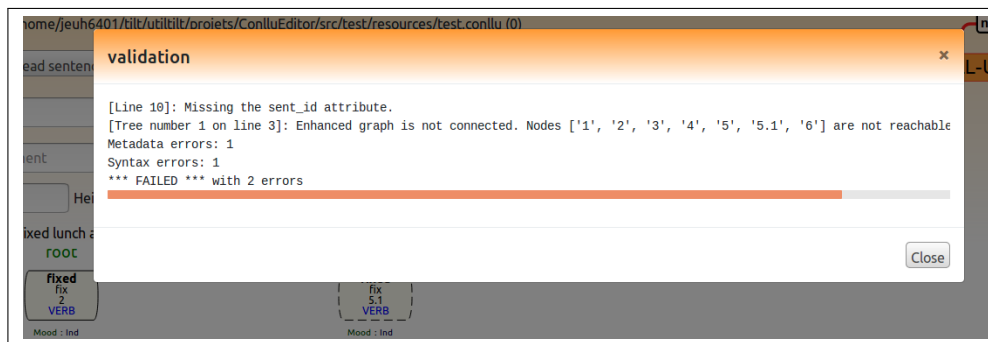 home/jeuh6401/tilt/utiltilt/projets/ConlluEditor/src/test/resources/test.conllu (0)
ead senten
validation
×
L-U
[Line 10]: Missing the sent_id attribute.
[Tree number 1 on line 3]: Enhanced graph is not connected. Nodes ['1', '2', '3', '4', '5', '5.1', '6'] are not reachable
Metadata errors: 1
Syntax errors: 1
*** FAILED *** with 2 errors
ment
Hei
ixed lunch a
Close
root
fixed
fix
2
VERB
Mood : Ind
fix
5.1
VERB
Mood : Ind